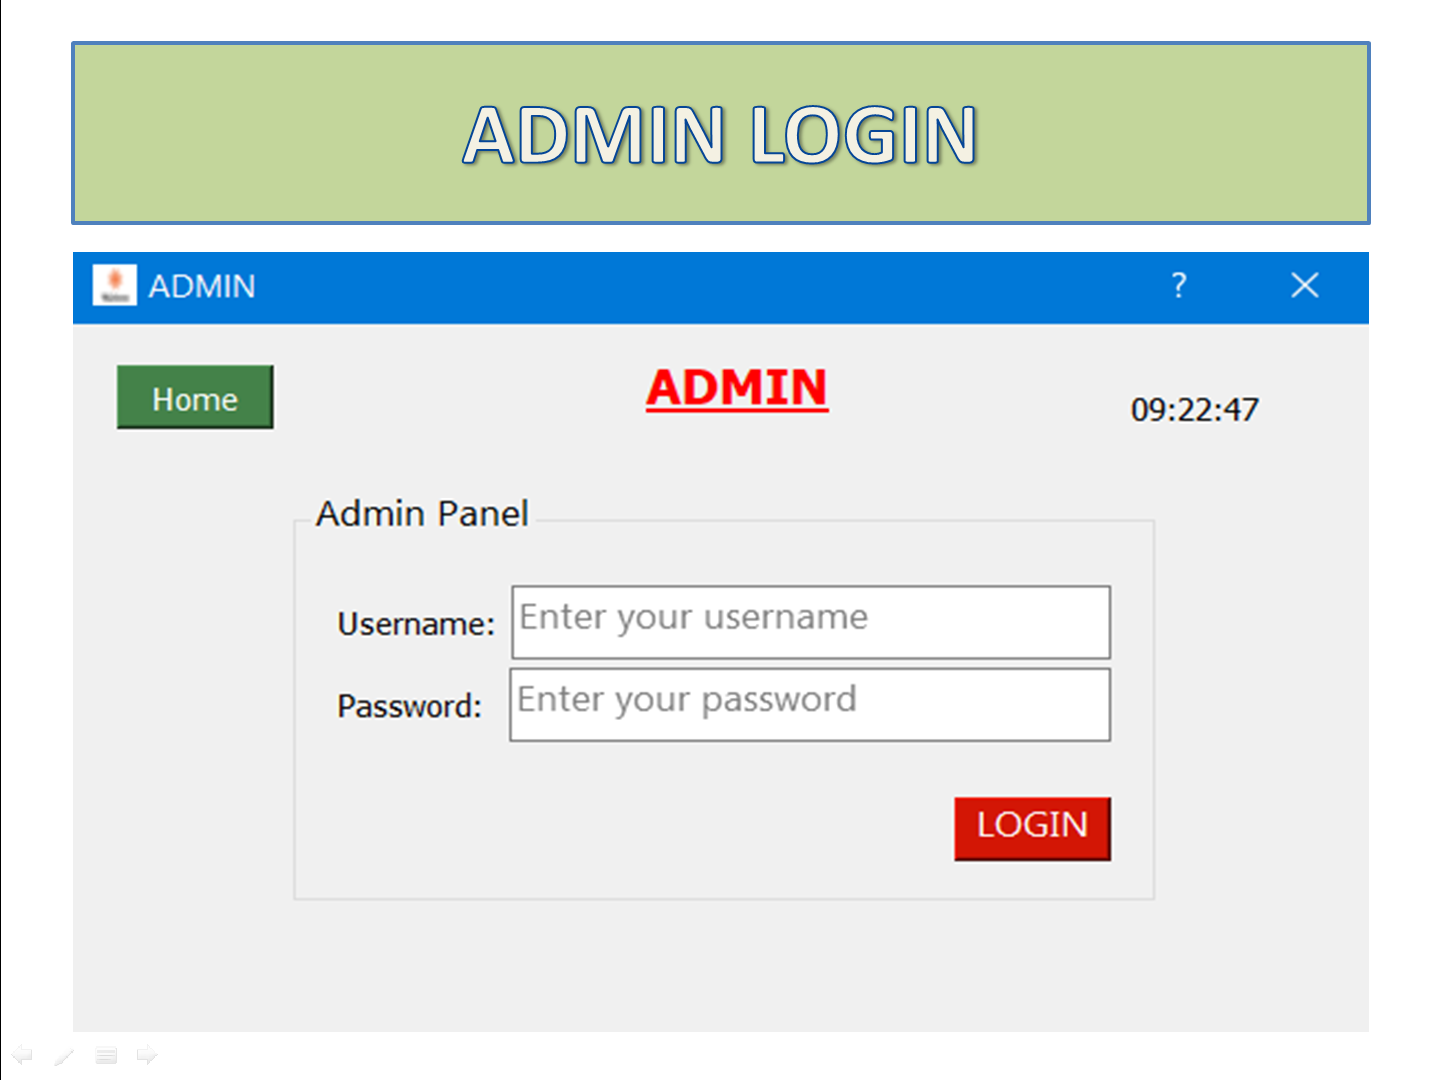 ADMIN LOGIN
ADMIN ?
Home
ADMIN
09:22:47
Admin Panel
Username: Enter your username
Password: Enter your password
LOGIN